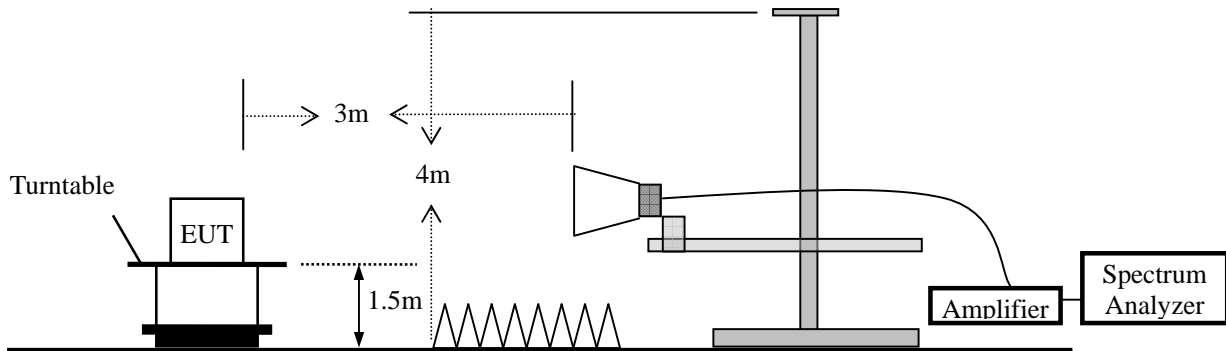 3m
4m
Turntable
EUT
1.5m
Amplifier
Spectrum
Analyzer